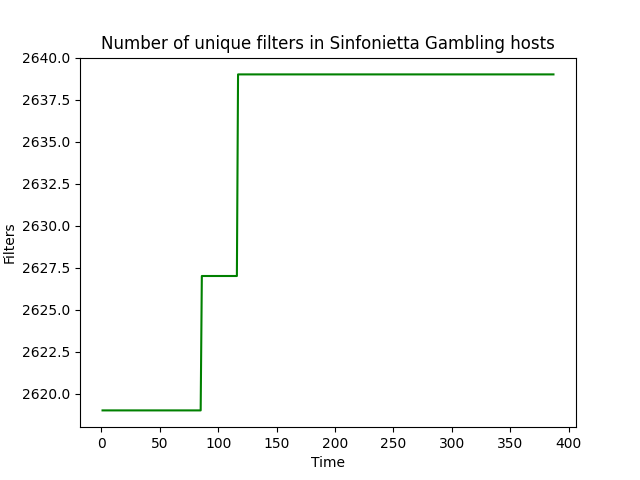 Number of unique filters in Sinfonietta Gambling hosts
2640.0
2637.5
2635.0
2632.5
2630.0
2627.5
2625.0
2622.5
2620.0
Filters
0 50 100 150 200 250 300 350 400
Time